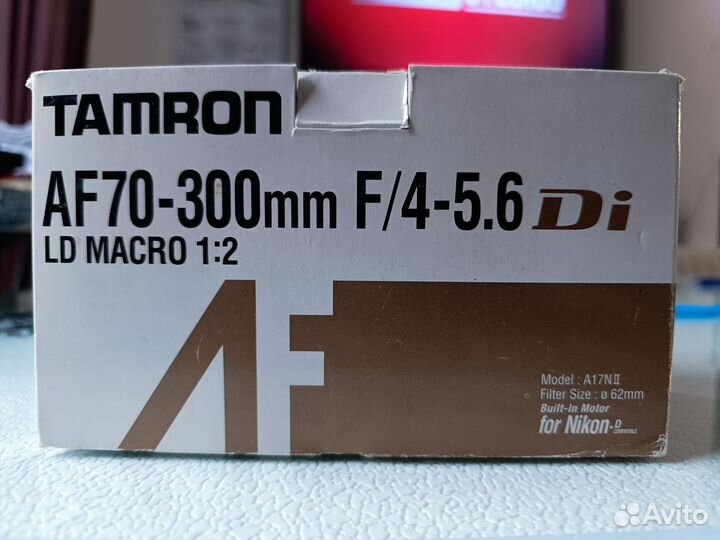 TAMRON
AF70-300mm F/4-5.6 Di
LD MACRO 1:2
AF
Model : A17NII
Filter Size : ø 62mm
Built-In Motor
for Nikon-D
COMPATIBLE
Avito